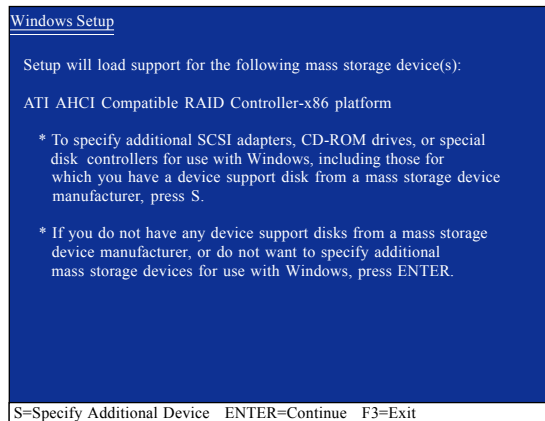 Windows Setup
Setup will load support for the following mass storage device(s):
ATI AHCI Compatible RAID Controller-x86 platform
* To specify additional SCSI adapters, CD-ROM drives, or special
disk controllers for use with Windows, including those for
which you have a device support disk from a mass storage device
manufacturer, press S.
* If you do not have any device support disks from a mass storage
device manufacturer, or do not want to specify additional
mass storage devices for use with Windows, press ENTER.
S=Specify Additional Device ENTER=Continue F3=Exit